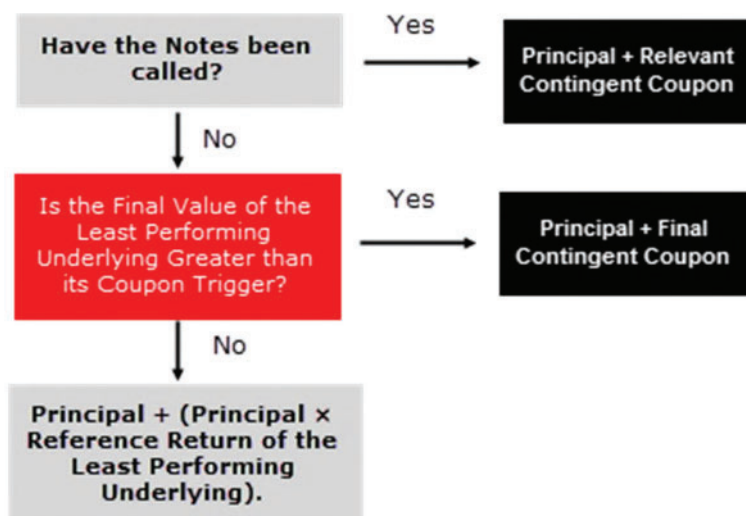 Have the Notes been
called?
Yes
Principal + Relevant
Contingent Coupon
No
Is the Final Value of the
Least Performing
Underlying Greater than
its Coupon Trigger?
Yes
Principal + Final
Contingent Coupon
No
Principal + (Principal ×
Reference Return of the
Least Performing
Underlying).